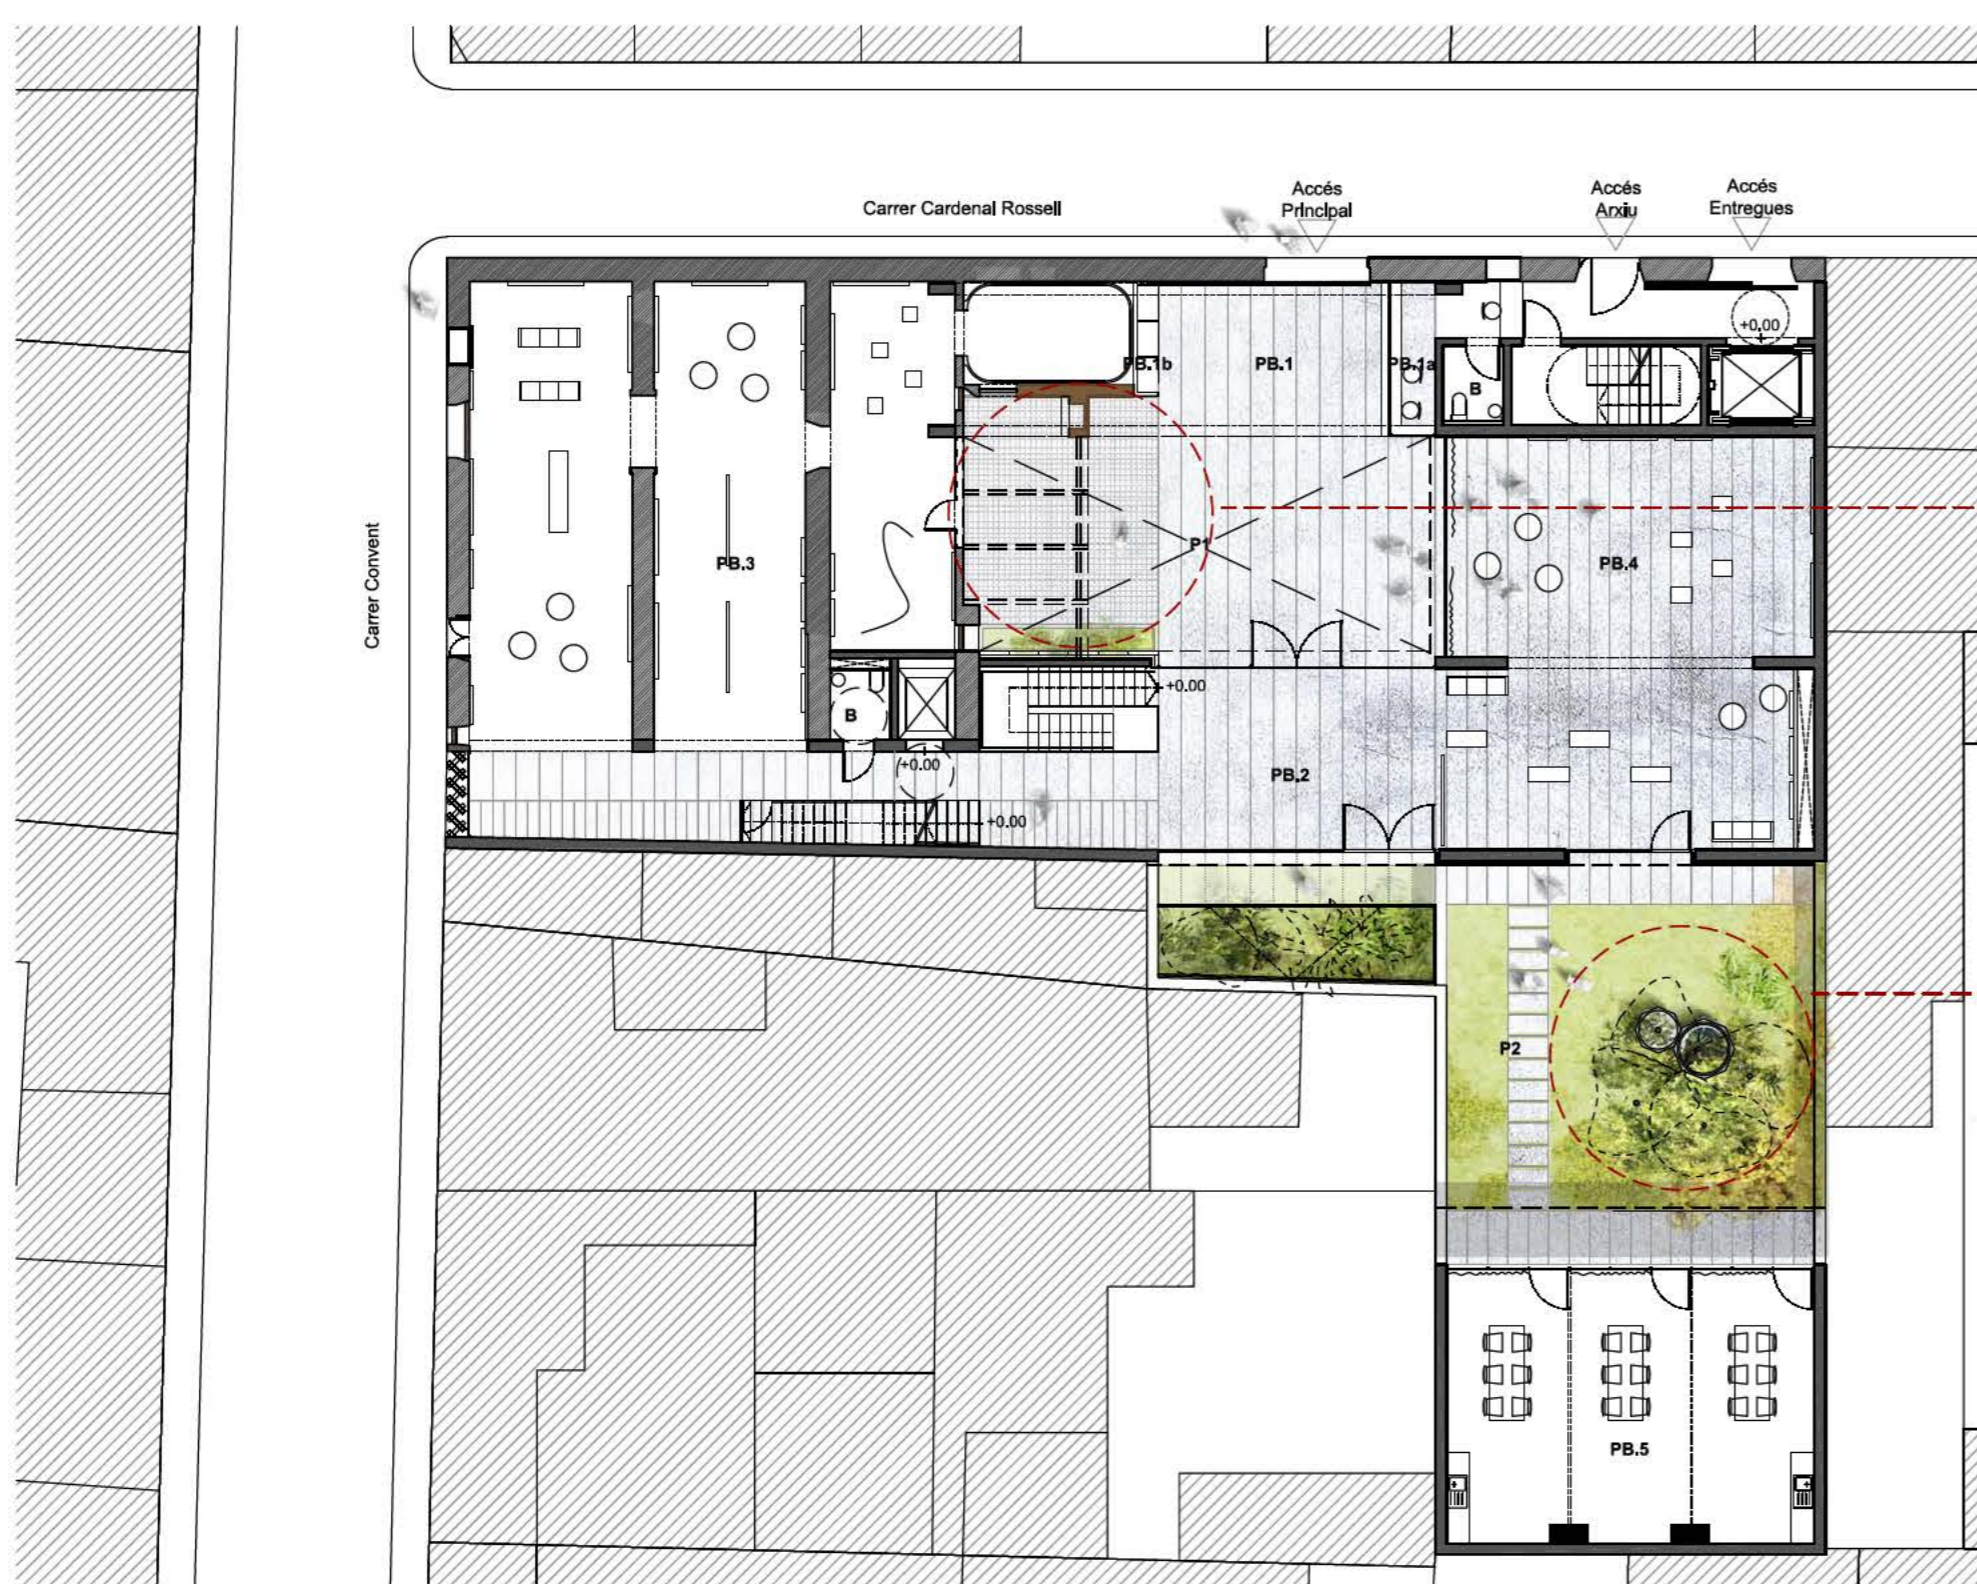 Accés
Principal
Accés
Arxiu
Accés
Entregues
Carrer Cardenal Rossell
+0.00
PB.1b
PB.1
PB.1a
B
Carrer Convent
P1
PB.3
PB.4
+0.00
B
+0.00
PB.2
+0.00
P2
PB.5